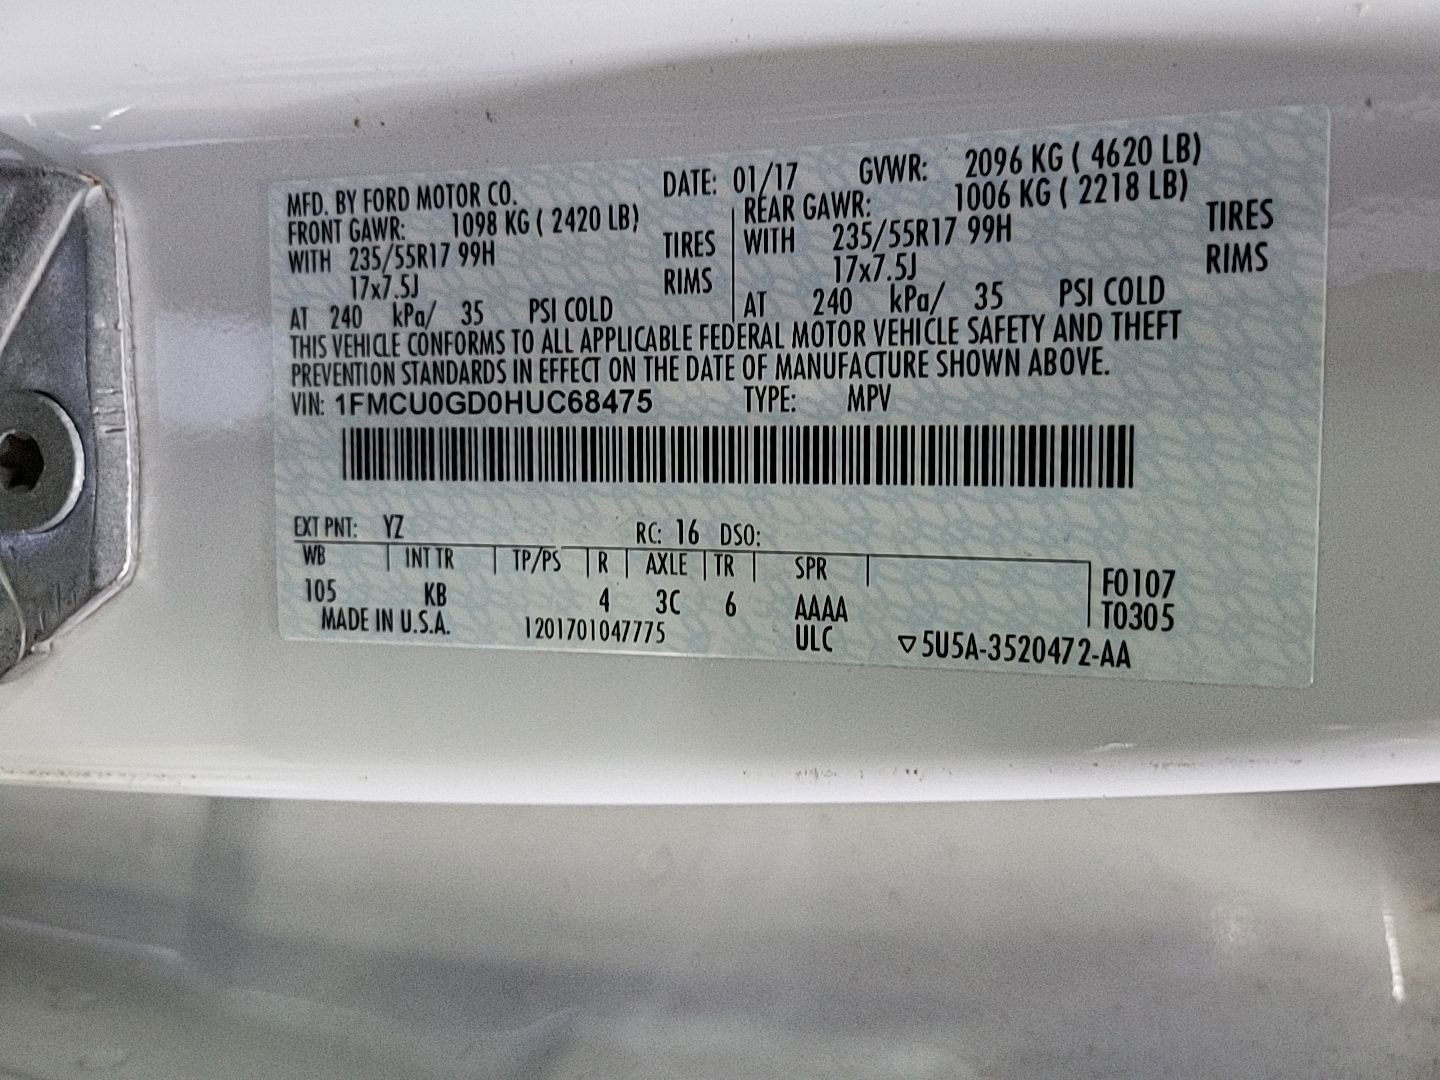 MFD. BY FORD MOTOR CO. DATE: 01/17 GVWR: 2096 KG ( 4620 LB)
FRONT GAWR: 1098 KG ( 2420 LB) REAR GAWR: 1006 KG ( 2218 LB)
WITH 235/55R17 99H TIRES WITH 235/55R17 99H TIRES
17x7.5J RIMS 17x7.5J RIMS
AT 240 kPa/ 35 PSI COLD AT 240 kPa/ 35 PSI COLD
THIS VEHICLE CONFORMS TO ALL APPLICABLE FEDERAL MOTOR VEHICLE SAFETY AND THEFT
PREVENTION STANDARDS IN EFFECT ON THE DATE OF MANUFACTURE SHOWN ABOVE.
VIN: 1FMCU0GD0HUC68475 TYPE: MPV
EXT PNT: YZ RC: 16 DSO:
WB INT TR TP/PS R AXLE TR SPR
105 KB 4 3C 6 AAAA F0107
MADE IN U.S.A. 1201701047775 ULC T0305
▽5U5A-3520472-AA